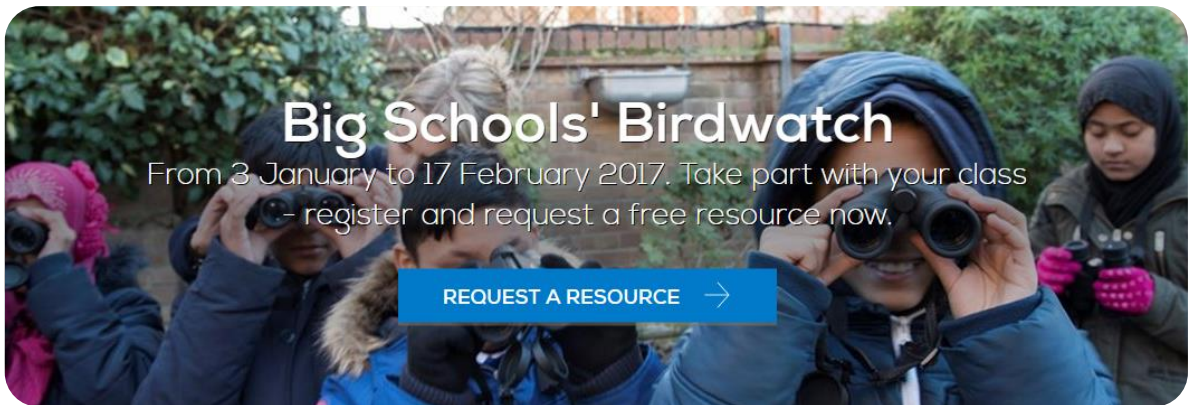 Big Schools' Birdwatch
From 3 January to 17 February 2017. Take part with your class
- register and request a free resource now.
REQUEST A RESOURCE